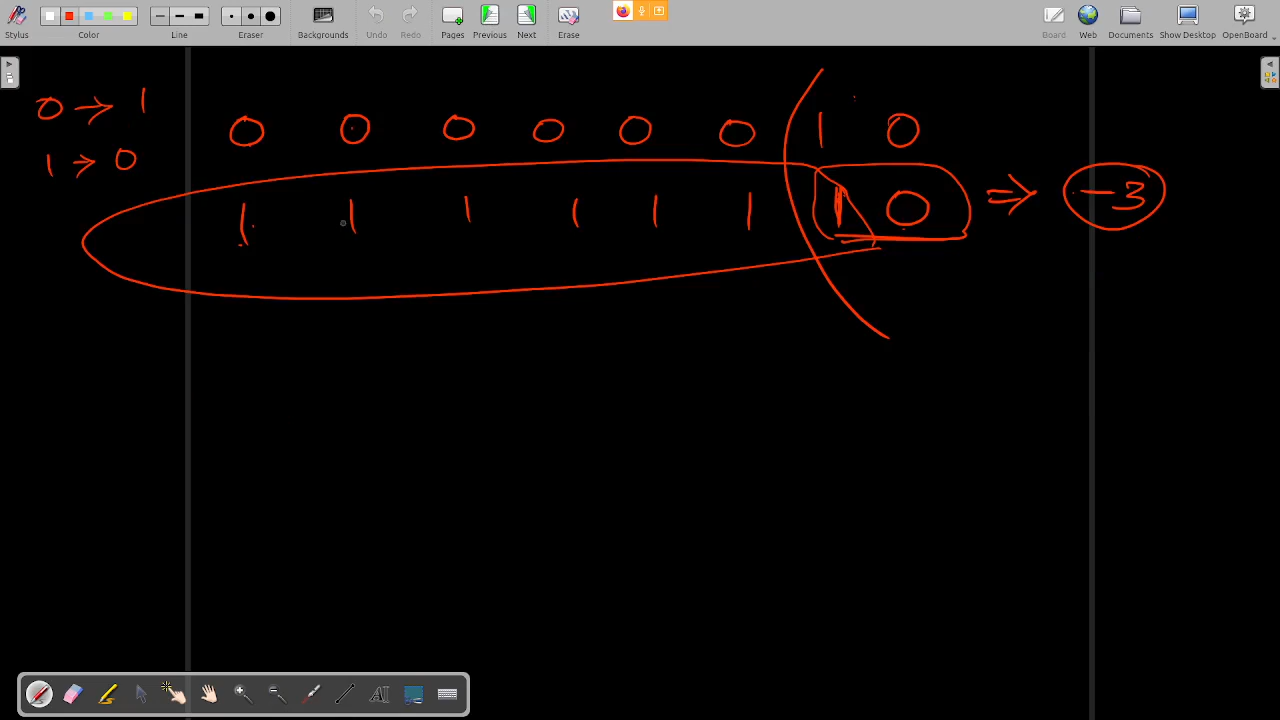 Stylus Color Line Eraser Backgrounds Undo Redo Pages Previous Next Erase Board Web Documents Show Desktop OpenBoard
0 → 1
0 0 0 0 0 0 1 0
1 → 0
1 1 1 1 1 1 1 0 ⇒ -3